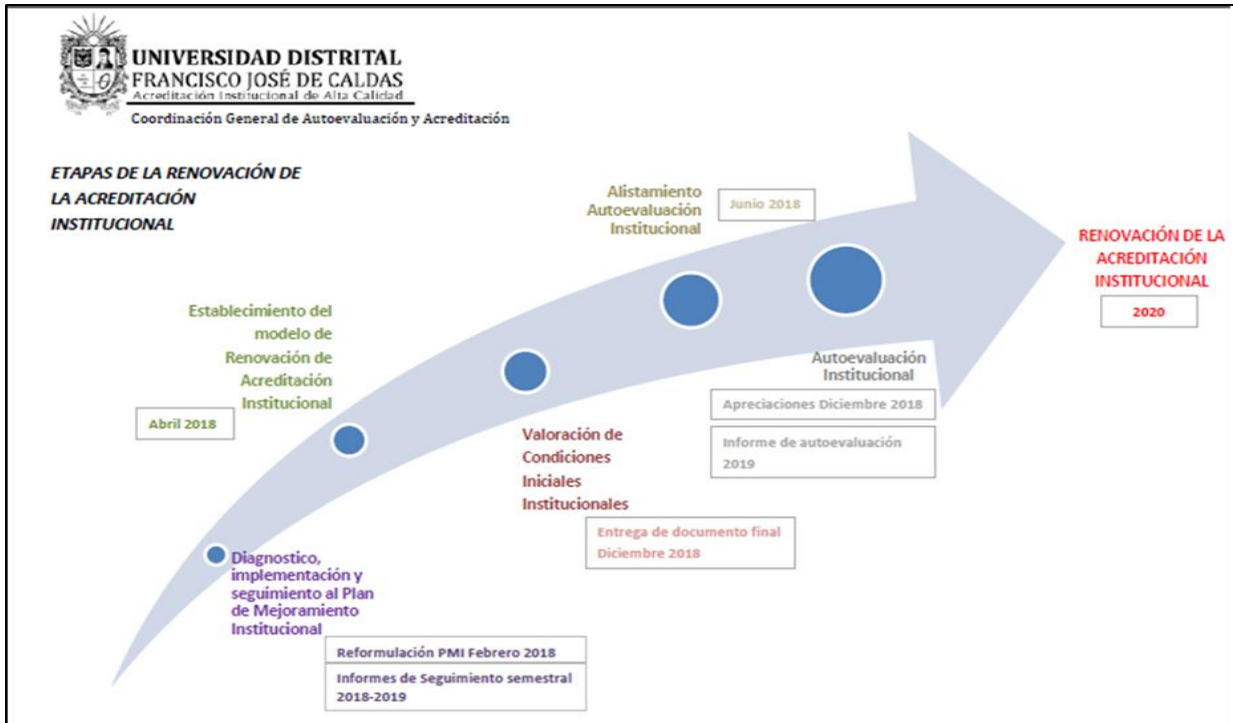 UNIVERSIDAD DISTRITAL
FRANCISCO JOSÉ DE CALDAS
Acreditación Institucional de Alta Calidad
Coordinación General de Autoevaluación y Acreditación
ETAPAS DE LA RENOVACIÓN DE
LA ACREDITACIÓN
INSTITUCIONAL
Diagnostico,
implementación y
seguimiento al Plan
de Mejoramiento
Institucional
Reformulación PMI Febrero 2018
Informes de Seguimiento semestral
2018-2019
Establecimiento del
modelo de
Renovación de
Acreditación
Institucional
Abril 2018
Valoración de
Condiciones
Iniciales
Institucionales
Entrega de documento final
Diciembre 2018
Alistamiento
Autoevaluación
Institucional
Junio 2018
Autoevaluación
Institucional
Apreciaciones Diciembre 2018
Informe de autoevaluación
2019
RENOVACIÓN DE LA
ACREDITACIÓN
INSTITUCIONAL
2020